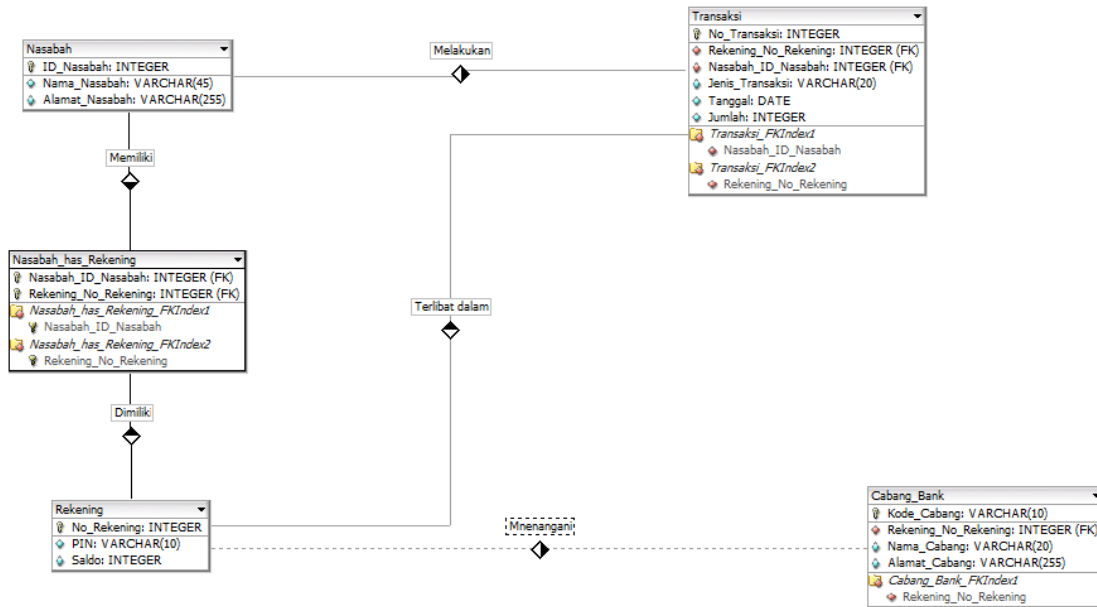 Nasabah
ID_Nasabah: INTEGER
Nama_Nasabah: VARCHAR(45)
Alamat_Nasabah: VARCHAR(255)
Melakukan
Transaksi
No_Transaksi: INTEGER
Rekening_No_Rekening: INTEGER (FK)
Nasabah_ID_Nasabah: INTEGER (FK)
Jenis_Transaksi: VARCHAR(20)
Tanggal: DATE
Jumlah: INTEGER
Transaksi_FKIndex1
Nasabah_ID_Nasabah
Transaksi_FKIndex2
Rekening_No_Rekening
Memiliki
Nasabah_has_Rekening
Nasabah_ID_Nasabah: INTEGER (FK)
Rekening_No_Rekening: INTEGER (FK)
Nasabah_has_Rekening_FKIndex1
Nasabah_ID_Nasabah
Nasabah_has_Rekening_FKIndex2
Rekening_No_Rekening
Terlibat dalam
Dimiliki
Rekening
No_Rekening: INTEGER
PIN: VARCHAR(10)
Saldo: INTEGER
Mnenangani
Cabang_Bank
Kode_Cabang: VARCHAR(10)
Rekening_No_Rekening: INTEGER (FK)
Nama_Cabang: VARCHAR(20)
Alamat_Cabang: VARCHAR(255)
Cabang_Bank_FKIndex1
Rekening_No_Rekening